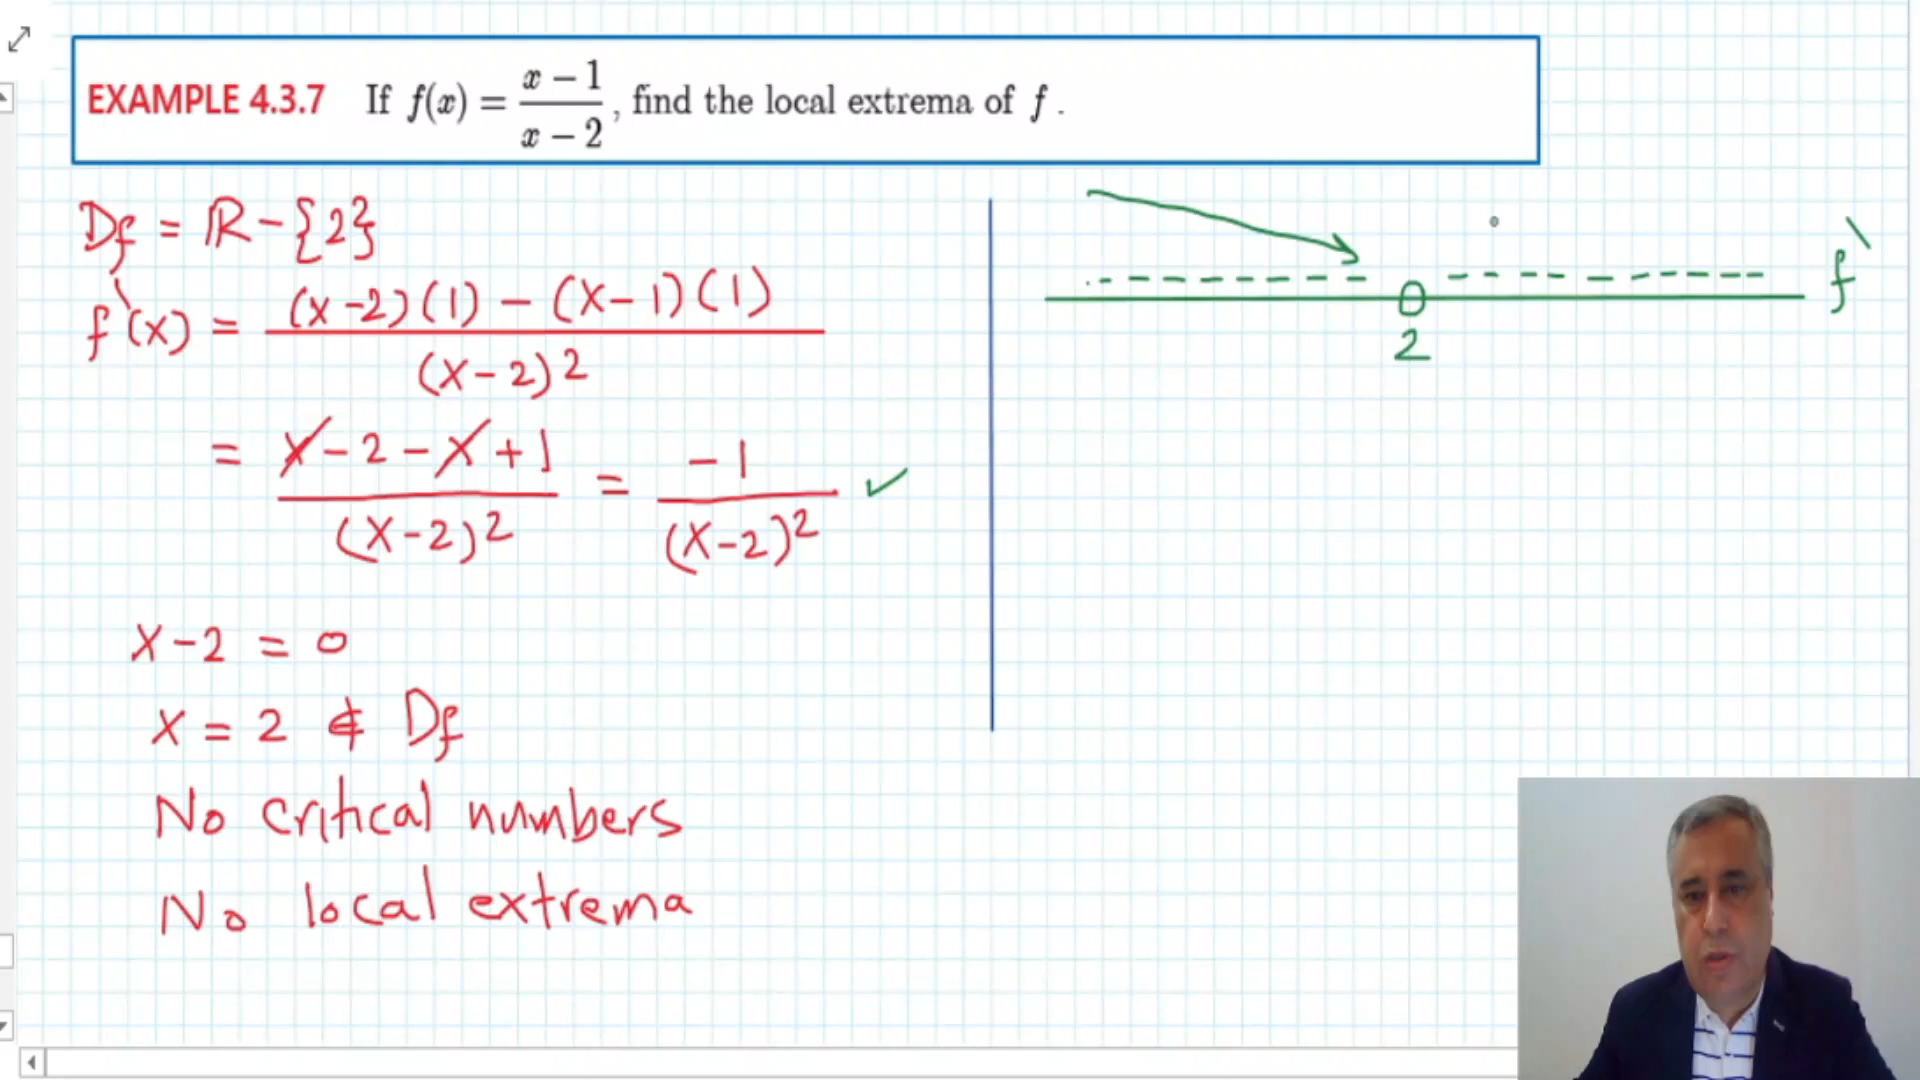 EXAMPLE 4.3.7 If f(x) = (x − 1)/(x − 2), find the local extrema of f.
Df = ℝ − {2}
f`(x) = ((x−2)(1) − (x−1)(1))/(x−2)²
= (x−2−x+1)/(x−2)² = −1/(x−2)² ✓
x−2 = 0
x = 2 ∉ Df
No critical numbers
No local extrema
- - - - - - - - - - - - - - - - f`
0
2